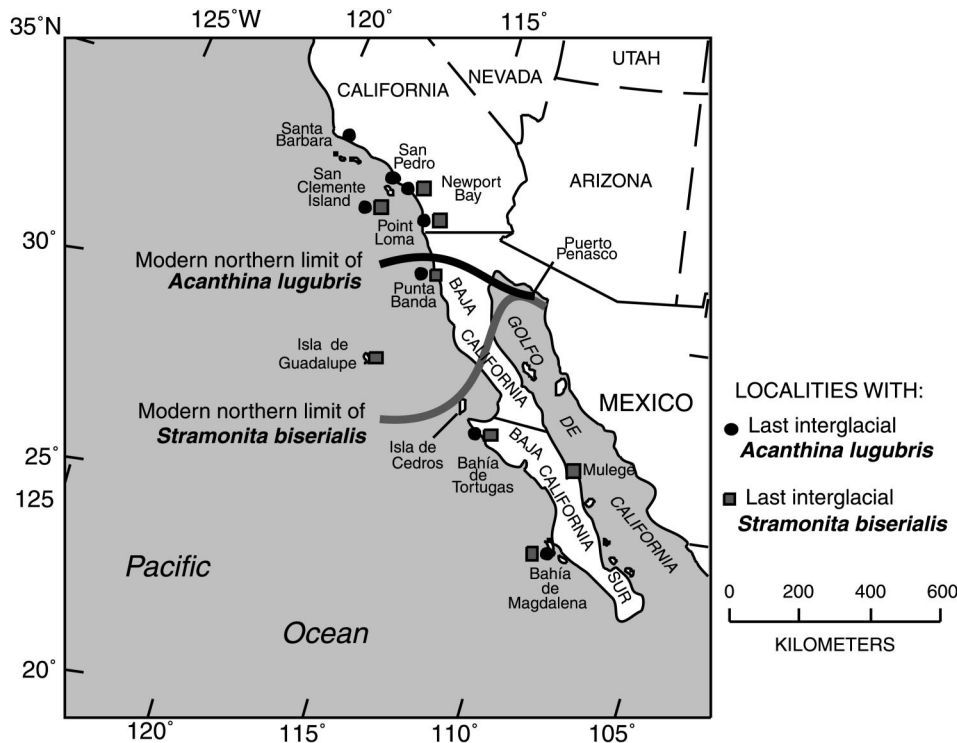 35˚N
125˚W
120˚
115˚
UTAH
NEVADA
CALIFORNIA
Santa
Barbara
San
Pedro
ARIZONA
San
Clemente
Island
Newport
Bay
Point
Loma
30˚
Puerto
Penasco
Modern northern limit of
Acanthina lugubris
Punta
Banda
BAJA
CALIFORNIA
GOLFO
DE
CALIFORNIA
Isla de
Guadalupe
MEXICO
LOCALITIES WITH:
Last interglacial
Acanthina lugubris
Modern northern limit of
Stramonita biserialis
Isla de
Cedros
Bahía
de
Tortugas
BAJA
CALIFORNIA
SUR
Mulege
25˚
125
Last interglacial
Stramonita biserialis
Pacific
Ocean
Bahía
de
Magdalena
0 200 400 600
KILOMETERS
20˚
120˚
115˚
110˚
105˚